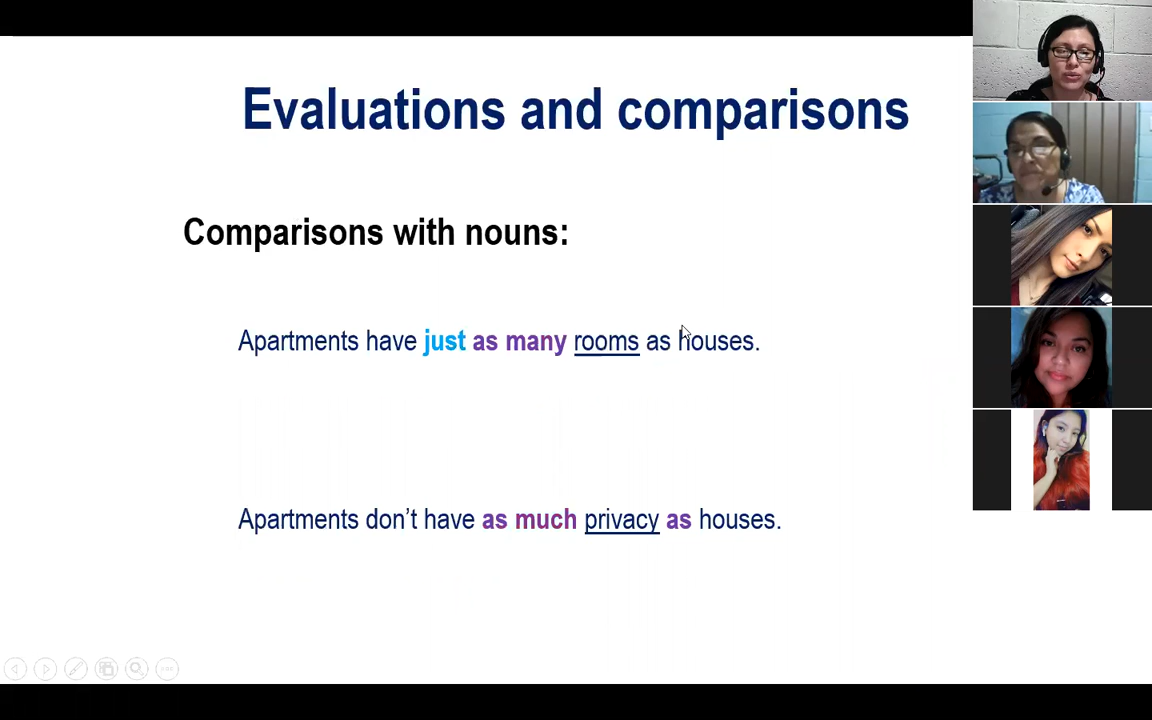 Evaluations and comparisons
Comparisons with nouns:
Apartments have just as many rooms as houses.
Apartments don’t have as much privacy as houses.